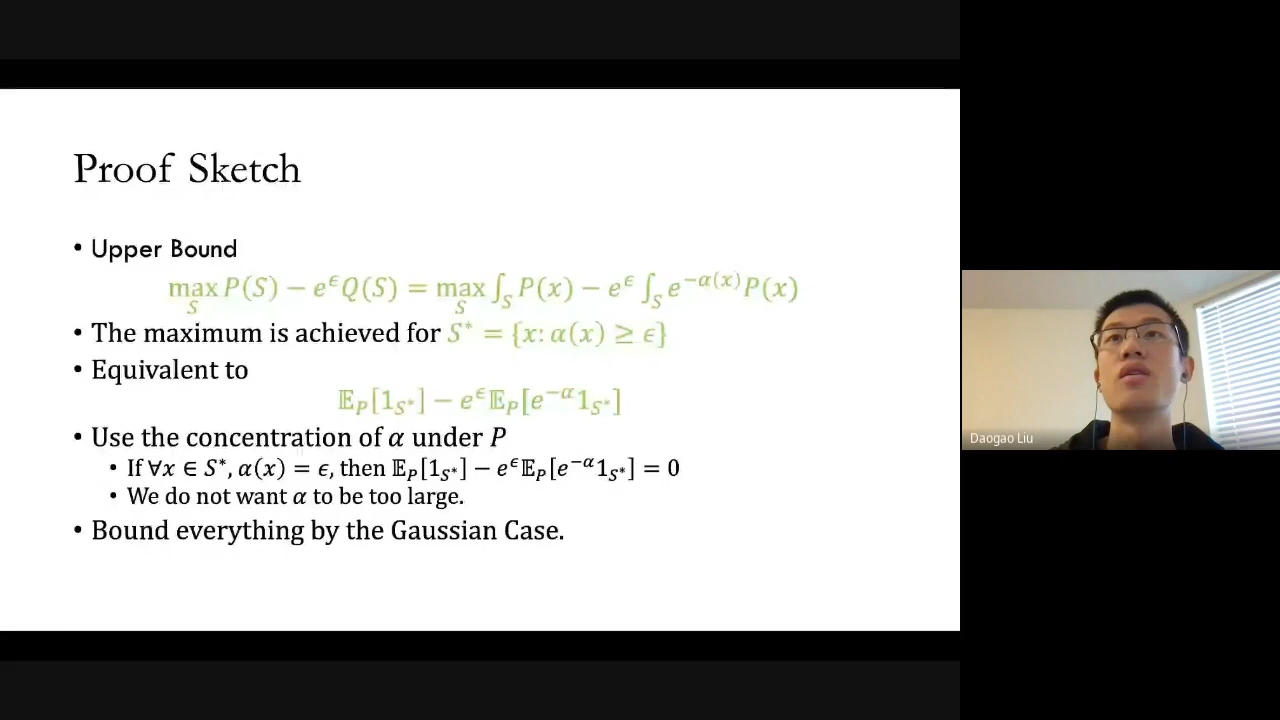 Proof Sketch
• Upper Bound
max_S P(S) − e^ϵ Q(S) = max_S ∫_S P(x) − e^ϵ ∫_S e^{−α(x)} P(x)
• The maximum is achieved for S* = {x: α(x) ≥ ϵ}
• Equivalent to
𝔼_P[1_{S*}] − e^ϵ 𝔼_P[e^{−α} 1_{S*}]
• Use the concentration of α under P
• If ∀x ∈ S*, α(x) = ϵ, then 𝔼_P[1_{S*}] − e^ϵ 𝔼_P[e^{−α} 1_{S*}] = 0
• We do not want α to be too large.
• Bound everything by the Gaussian Case.
Daogao Liu